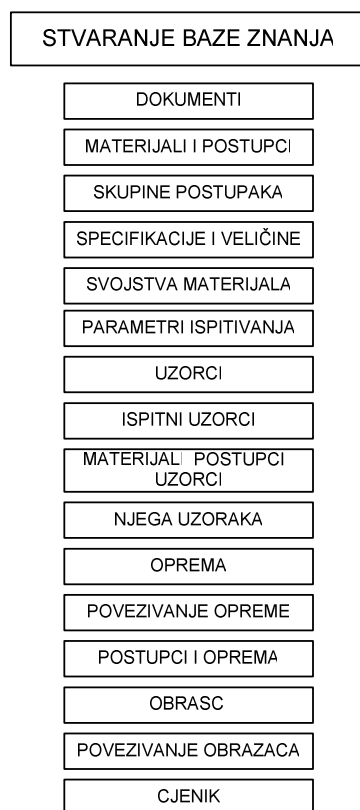 STVARANJE BAZE ZNANJA
DOKUMENTI
MATERIJALI I POSTUPCI
SKUPINE POSTUPAKA
SPECIFIKACIJE I VELIČINE
SVOJSTVA MATERIJALA
PARAMETRI ISPITIVANJA
UZORCI
ISPITNI UZORCI
MATERIJALI POSTUPCI
UZORCI
NJEGA UZORAKA
OPREMA
POVEZIVANJE OPREME
POSTUPCI I OPREMA
OBRASC
POVEZIVANJE OBRAZACA
CJENIK